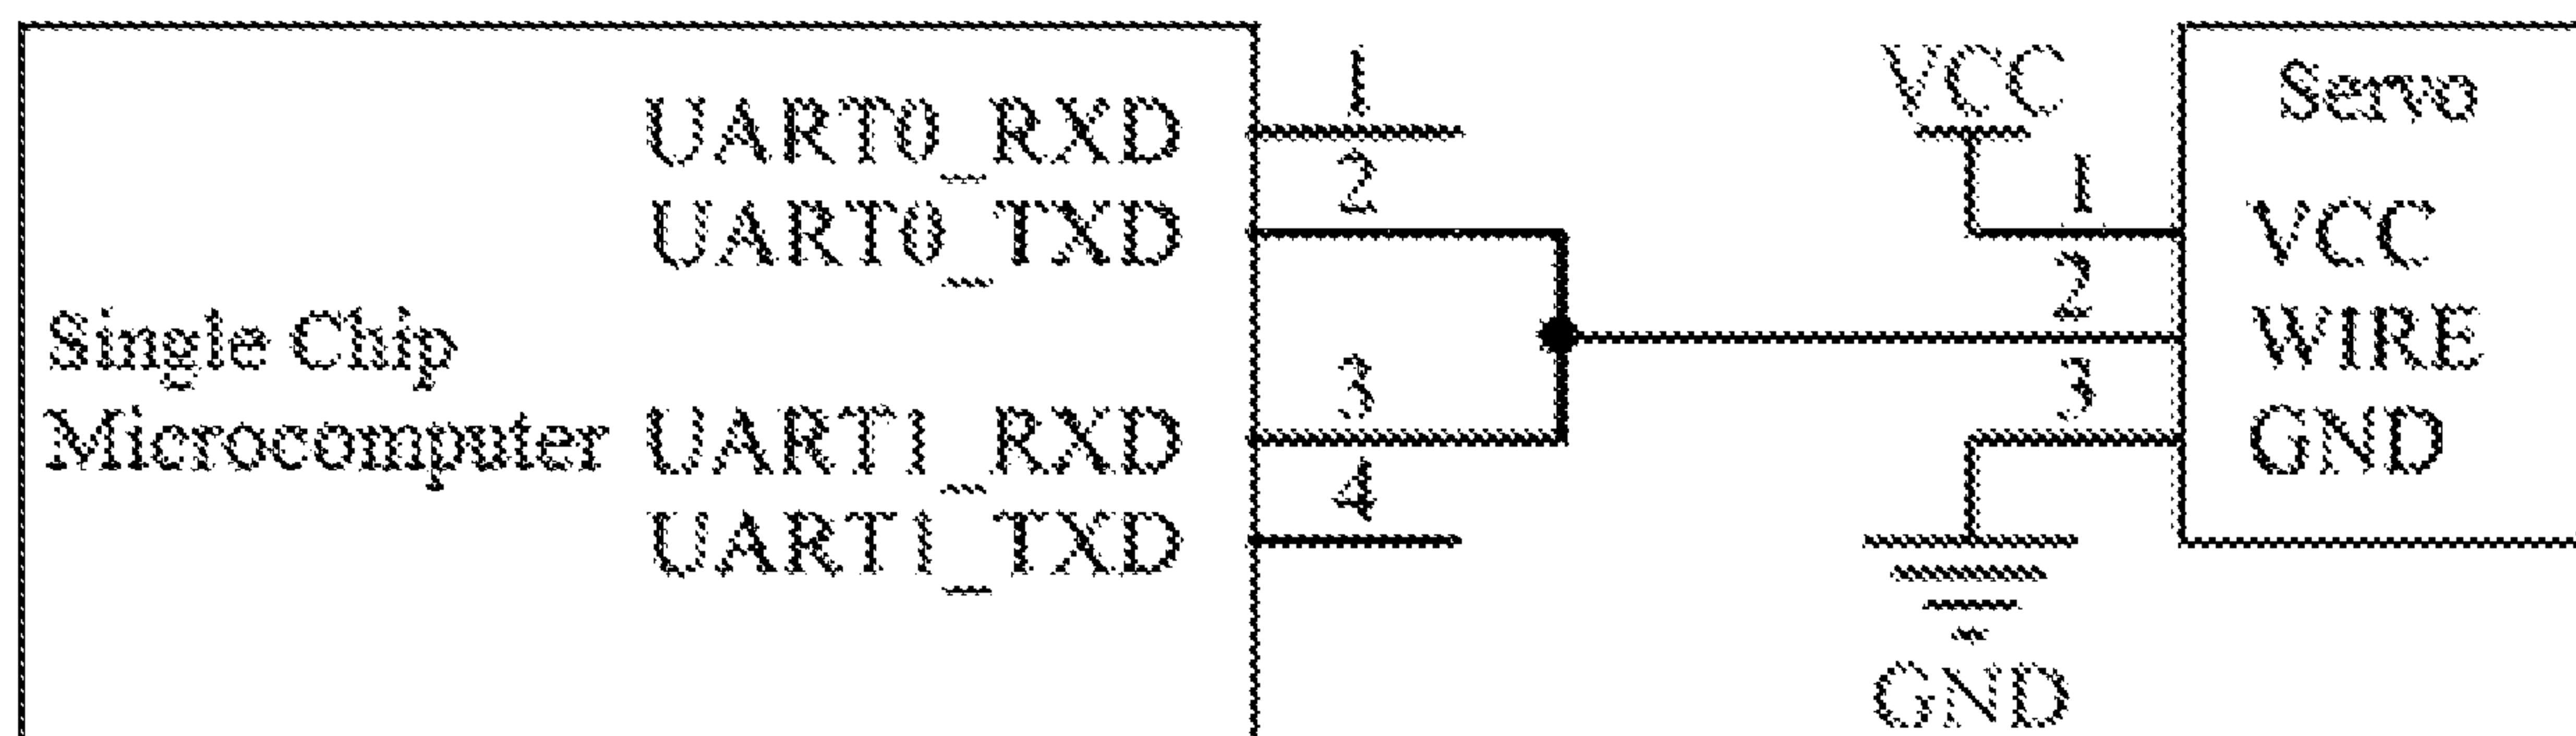 UART0_RXD
UART0_TXD
Single Chip
Microcomputer
UART1_RXD
UART1_TXD
1
2
3
4
VCC
1
2
3
GND
Servo
VCC
WIRE
GND